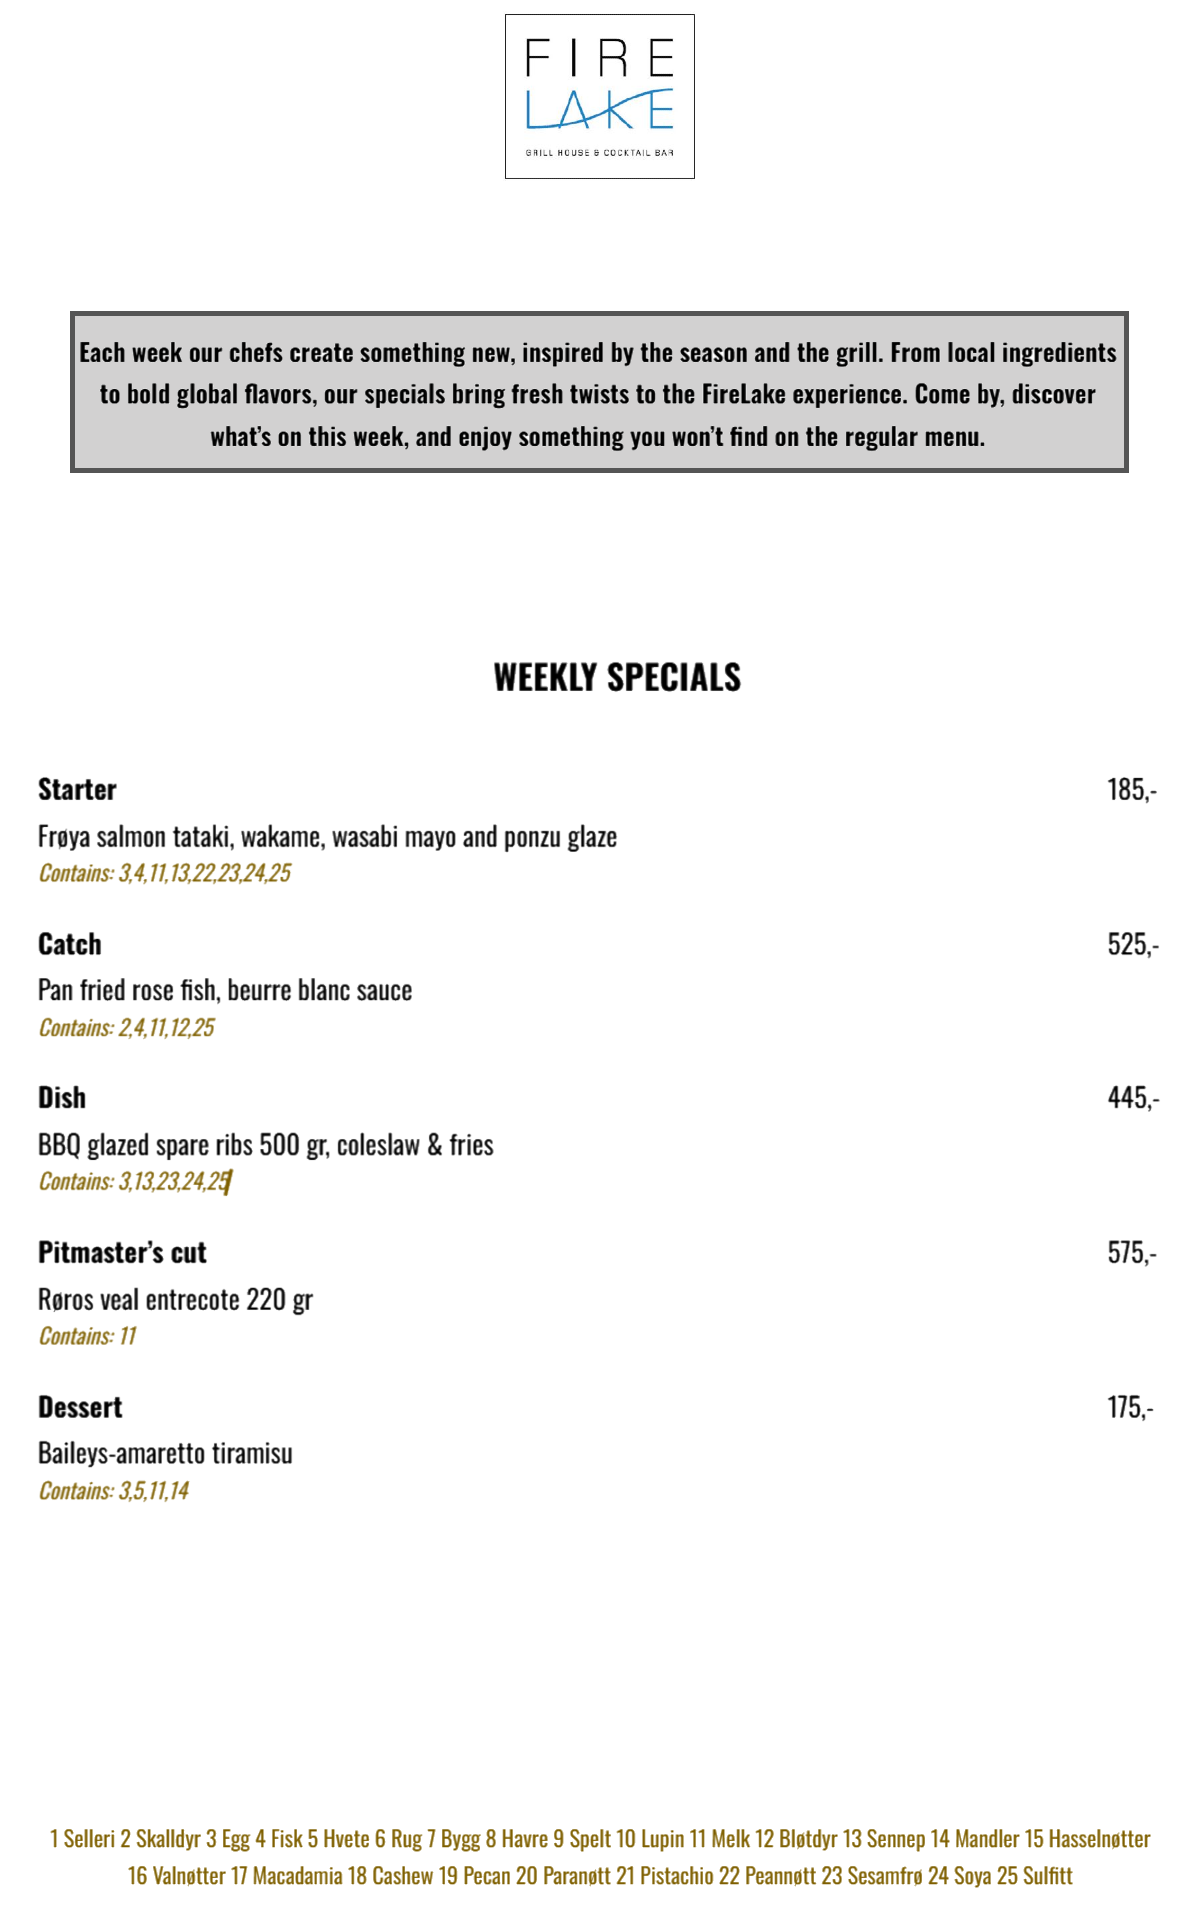 FIRE
LAKE
GRILL HOUSE & COCKTAIL BAR
Each week our chefs create something new, inspired by the season and the grill. From local ingredients
to bold global flavors, our specials bring fresh twists to the FireLake experience. Come by, discover
what’s on this week, and enjoy something you won’t find on the regular menu.
WEEKLY SPECIALS
Starter 185,-
Frøya salmon tataki, wakame, wasabi mayo and ponzu glaze
Contains: 3,4,11,13,22,23,24,25
Catch 525,-
Pan fried rose fish, beurre blanc sauce
Contains: 2,4,11,12,25
Dish 445,-
BBQ glazed spare ribs 500 gr, coleslaw & fries
Contains: 3,13,23,24,25
Pitmaster’s cut 575,-
Røros veal entrecote 220 gr
Contains: 11
Dessert 175,-
Baileys-amaretto tiramisu
Contains: 3,5,11,14
1 Selleri 2 Skalldyr 3 Egg 4 Fisk 5 Hvete 6 Rug 7 Bygg 8 Havre 9 Spelt 10 Lupin 11 Melk 12 Bløtdyr 13 Sennep 14 Mandler 15 Hasselnøtter
16 Valnøtter 17 Macadamia 18 Cashew 19 Pecan 20 Paranøtt 21 Pistachio 22 Peannøtt 23 Sesamfrø 24 Soya 25 Sulfitt